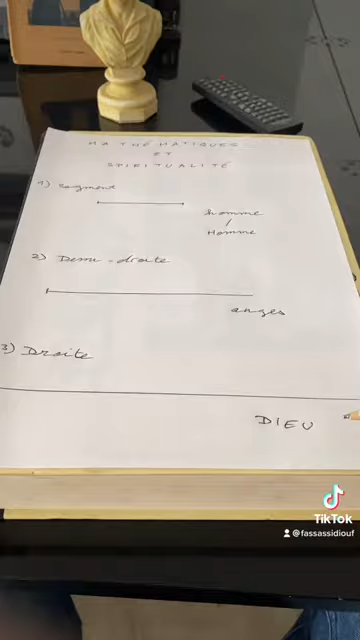 MATHÉMATIQUES
ET
SPIRITUALITÉ
1) Segment
homme
/
Homme
2) Demi-droite
anges
3) Droite
DIEU
TikTok
@fassassidiouf